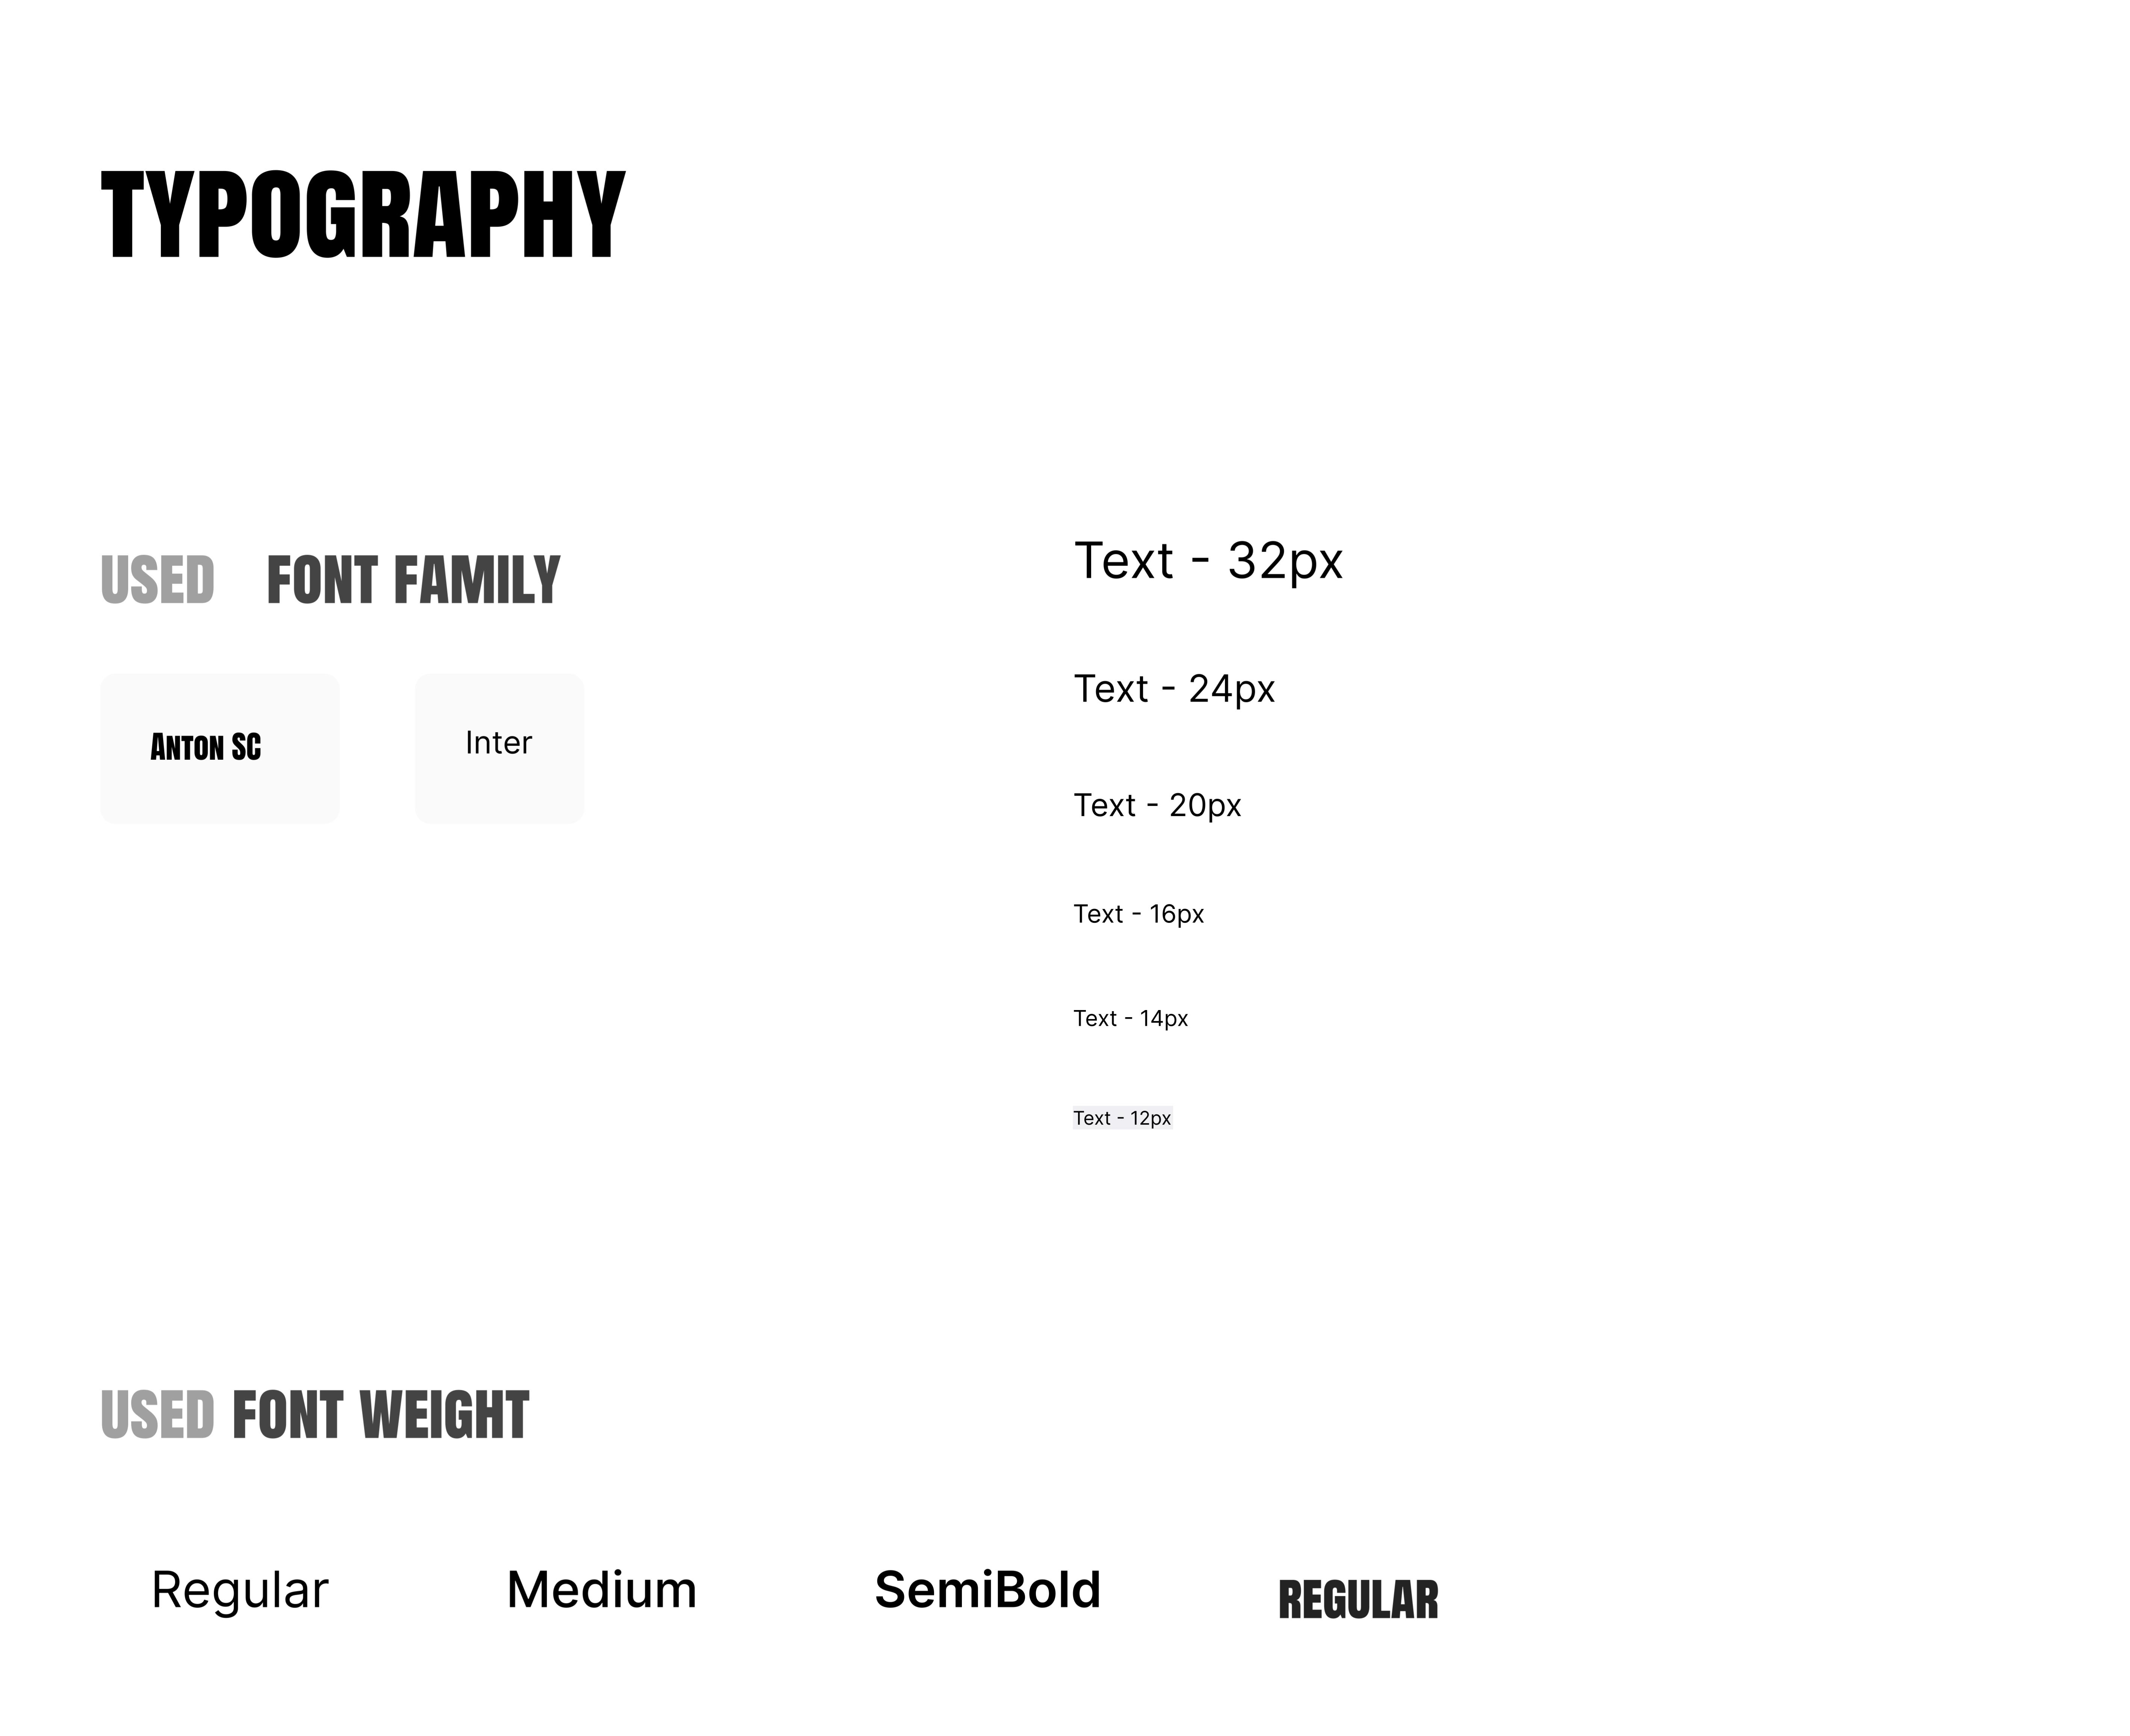 TYPOGRAPHY
USED FONT FAMILY
Anton SC
Inter
Text - 32px
Text - 24px
Text - 20px
Text - 16px
Text - 14px
Text - 12px
USED FONT WEIGHT
Regular
Medium
SemiBold
REGULAR